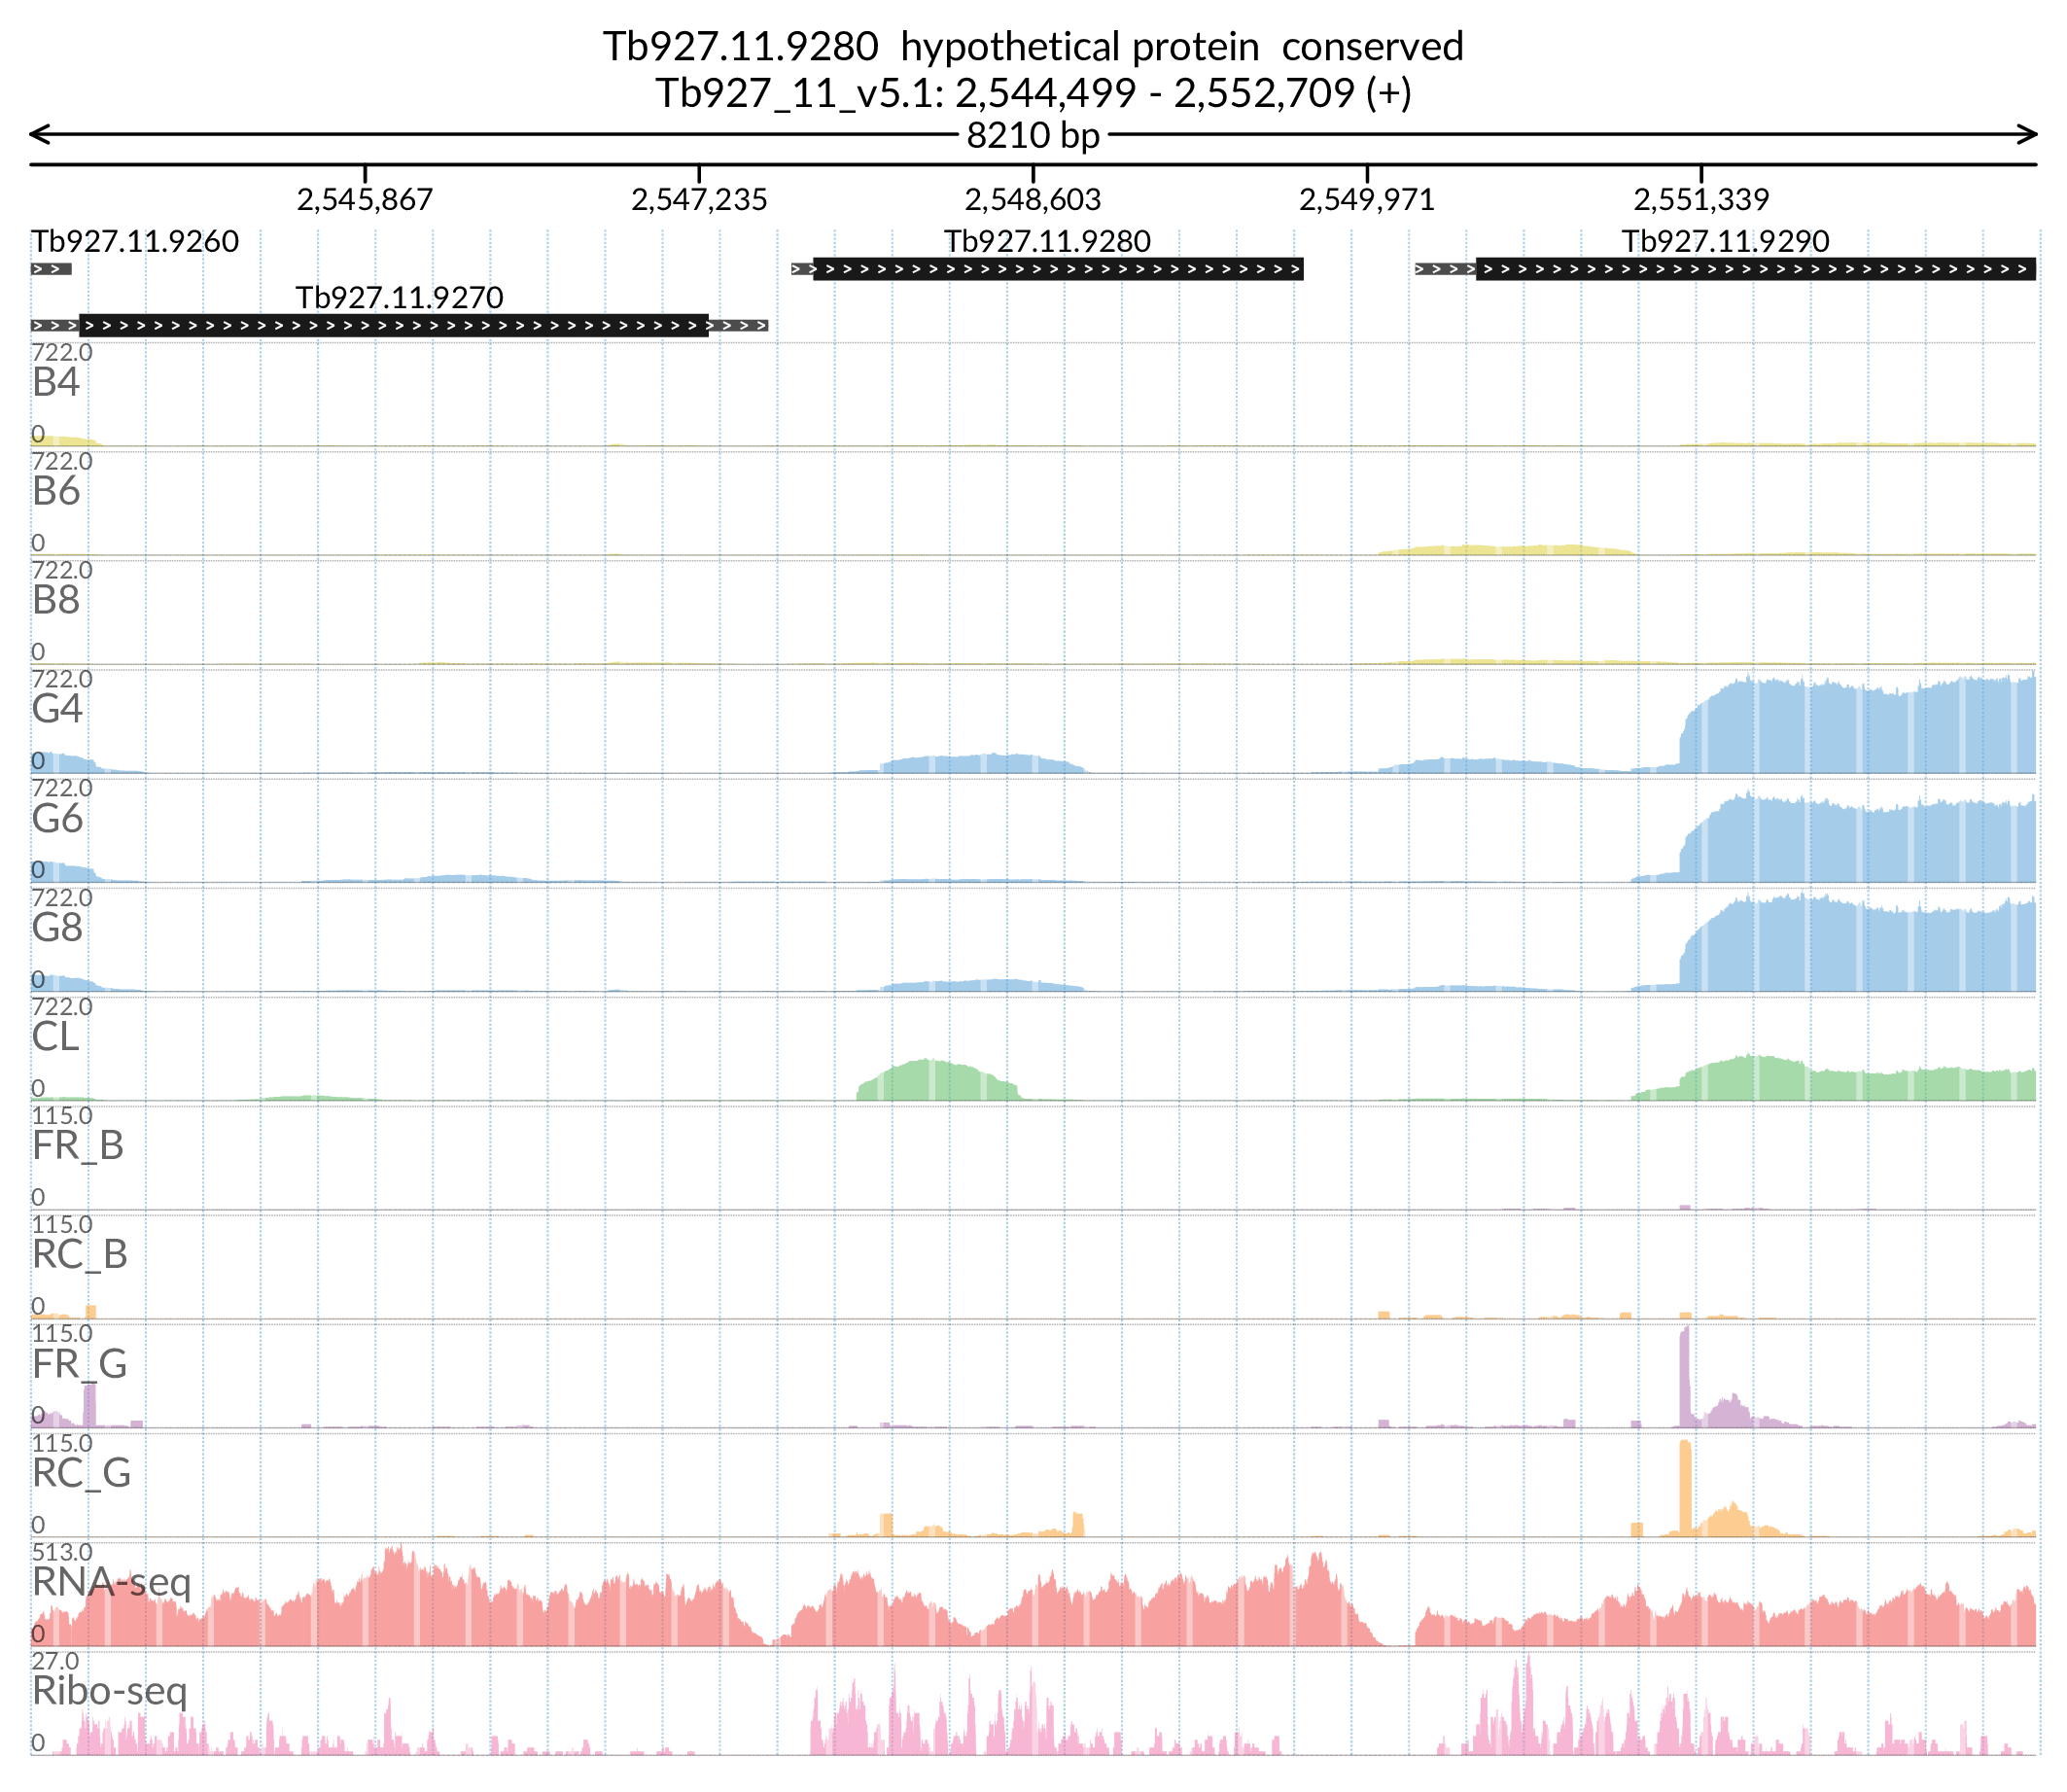 Tb927.11.9280  hypothetical protein  conserved
Tb927_11_v5.1: 2,544,499 - 2,552,709 (+)
8210 bp
2,545,867 2,547,235 2,548,603 2,549,971 2,551,339
Tb927.11.9260 Tb927.11.9280 Tb927.11.9290
Tb927.11.9270
722.0
B4
0
722.0
B6
0
722.0
B8
0
722.0
G4
0
722.0
G6
0
722.0
G8
0
722.0
CL
0
115.0
FR_B
0
115.0
RC_B
0
115.0
FR_G
0
115.0
RC_G
0
513.0
RNA-seq
0
27.0
Ribo-seq
0